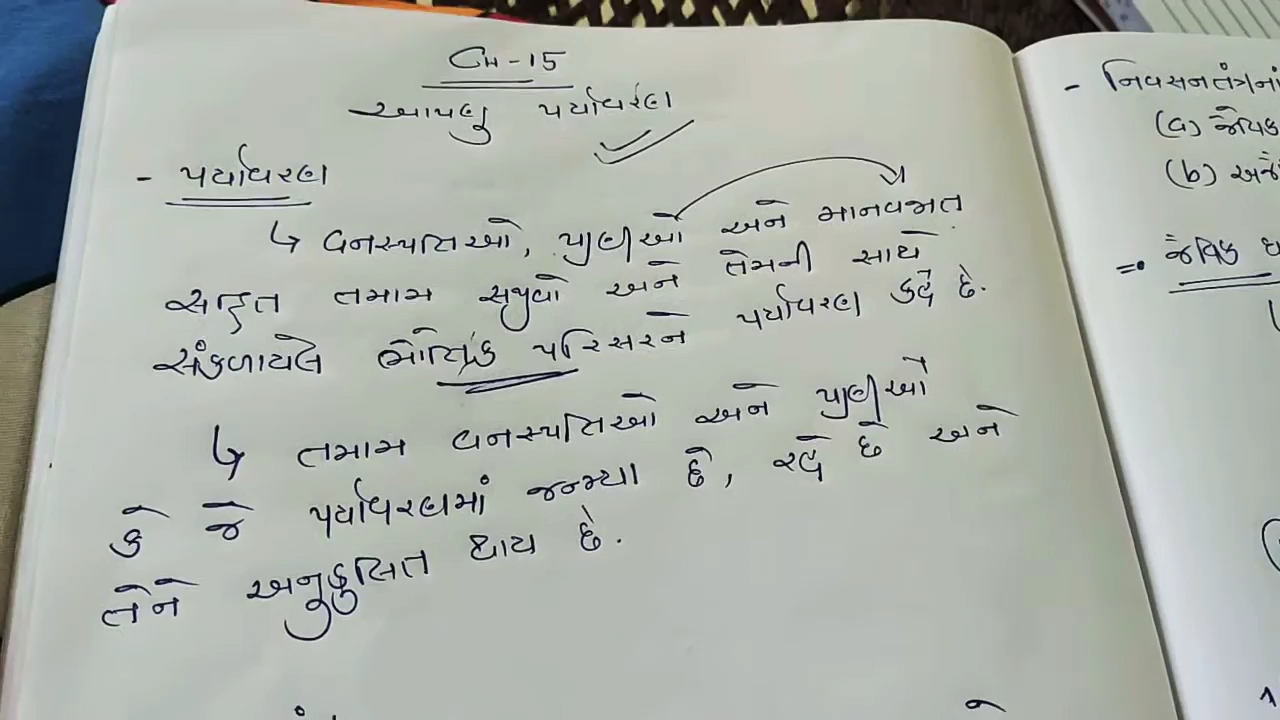 CH-15
આપણુ પર્યાવરણ
- પર્યાવરણ
↳ વનસ્પતિઓ, પ્રાણીઓ અને માનવજાત
સહિત તમામ સજીવો અને તેમની સાથે
સંકળાયેલ ભૌતિક પરિસરને પર્યાવરણ કહે છે.
↳ તમામ વનસ્પતિઓ અને પ્રાણીઓ
કે જે પર્યાવરણમાં જન્મ્યા છે, રહે છે અને
તેને અનુકુલિત થાય છે.
- નિવસનતંત્રનાં
(a) જૈવિક
(b)
⇒ જૈવિક ઘ